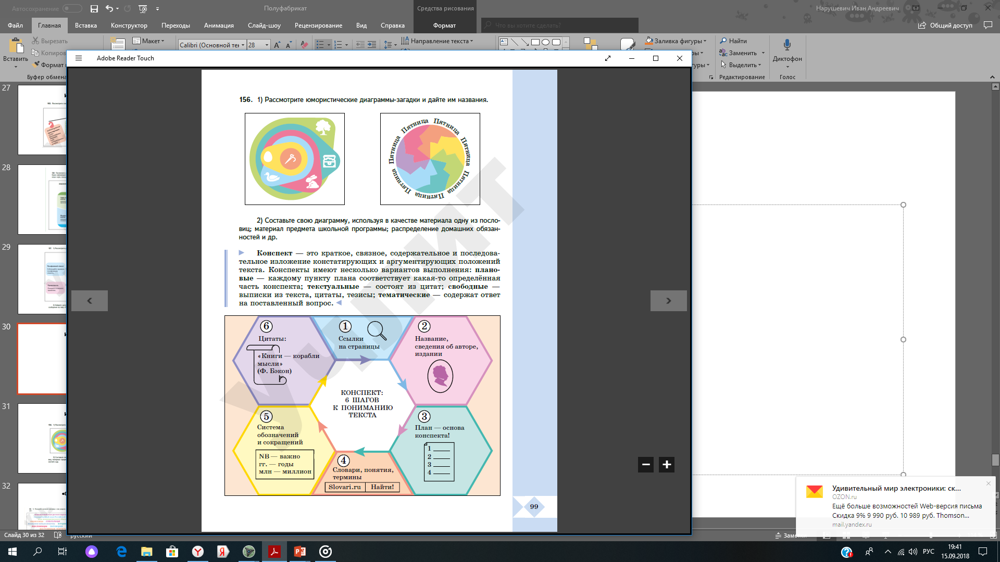 Автосохранение
Полуфабрикат
Средства рисования
Нарушевич Иван Андреевич
Файл Главная Вставка Конструктор Переходы Анимация Слайд-шоу Рецензирование Вид Справка Формат
Что вы хотите сделать?
Общий доступ
Вырезать
Макет
Calibri (Основной тек
28
Направление текста
Заливка фигуры
Найти
Вставить
Заменить
Формат
Выделить
Диктофон
Буфер обмена
Редактирование
Голос
Adobe Reader Touch
27
28
29
30
31
32
156. 1) Рассмотрите юмористические диаграммы-загадки и дайте им названия.
Пятница Пятница Пятница Пятница Пятница Пятница Пятница
2) Составьте свою диаграмму, используя в качестве материала одну из посло-
виц; материал предмета школьной программы; распределение домашних обязан-
ностей и др.
Конспект — это краткое, связное, содержательное и последова-
тельное изложение констатирующих и аргументирующих положений
текста. Конспекты имеют несколько вариантов выполнения: плано-
вые — каждому пункту плана соответствует какая-то определённая
часть конспекта; текстуальные — состоят из цитат; свободные —
выписки из текста, цитаты, тезисы; тематические — содержат ответ
на поставленный вопрос.
КОНСПЕКТ:
6 ШАГОВ
К ПОНИМАНИЮ
ТЕКСТА
1
Ссылки
на страницы
2
Название,
сведения об авторе,
издании
3
План — основа
конспекта!
1
2
3
4
4
Словари, понятия,
термины
Slovari.ru Найти!
5
Система
обозначений
и сокращений
NB — важно
гг. — годы
млн — миллион
6
Цитаты:
«Книги — корабли
мысли»
(Ф. Бэкон)
99
Учлит
Удивительный мир электроники: ск...
OZON.ru
Ещё больше возможностей Web-версия письма
Скидка 9% 9 990 руб. 10 989 руб. Thomson...
mail.yandex.ru
Слайд 30 из 32
русский
РУС
19:41
15.09.2018